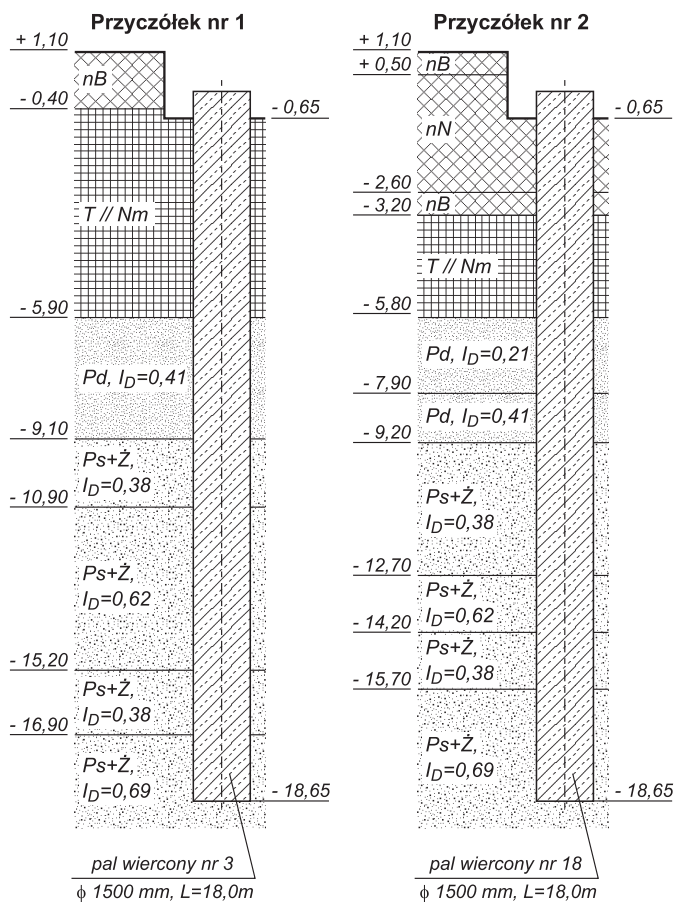 Przyczółek nr 1
+ 1,10
nB
- 0,40
- 0,65
T // Nm
- 5,90
Pd, I_D=0,41
- 9,10
Ps+Ż,
I_D=0,38
- 10,90
Ps+Ż,
I_D=0,62
- 15,20
Ps+Ż,
I_D=0,38
- 16,90
Ps+Ż,
I_D=0,69
- 18,65
pal wiercony nr 3
ϕ 1500 mm, L=18,0m
Przyczółek nr 2
+ 1,10
nB
+ 0,50
- 0,65
nN
- 2,60
nB
- 3,20
T // Nm
- 5,80
Pd, I_D=0,21
- 7,90
Pd, I_D=0,41
- 9,20
Ps+Ż,
I_D=0,38
- 12,70
Ps+Ż,
I_D=0,62
- 14,20
Ps+Ż,
I_D=0,38
- 15,70
Ps+Ż,
I_D=0,69
- 18,65
pal wiercony nr 18
ϕ 1500 mm, L=18,0m